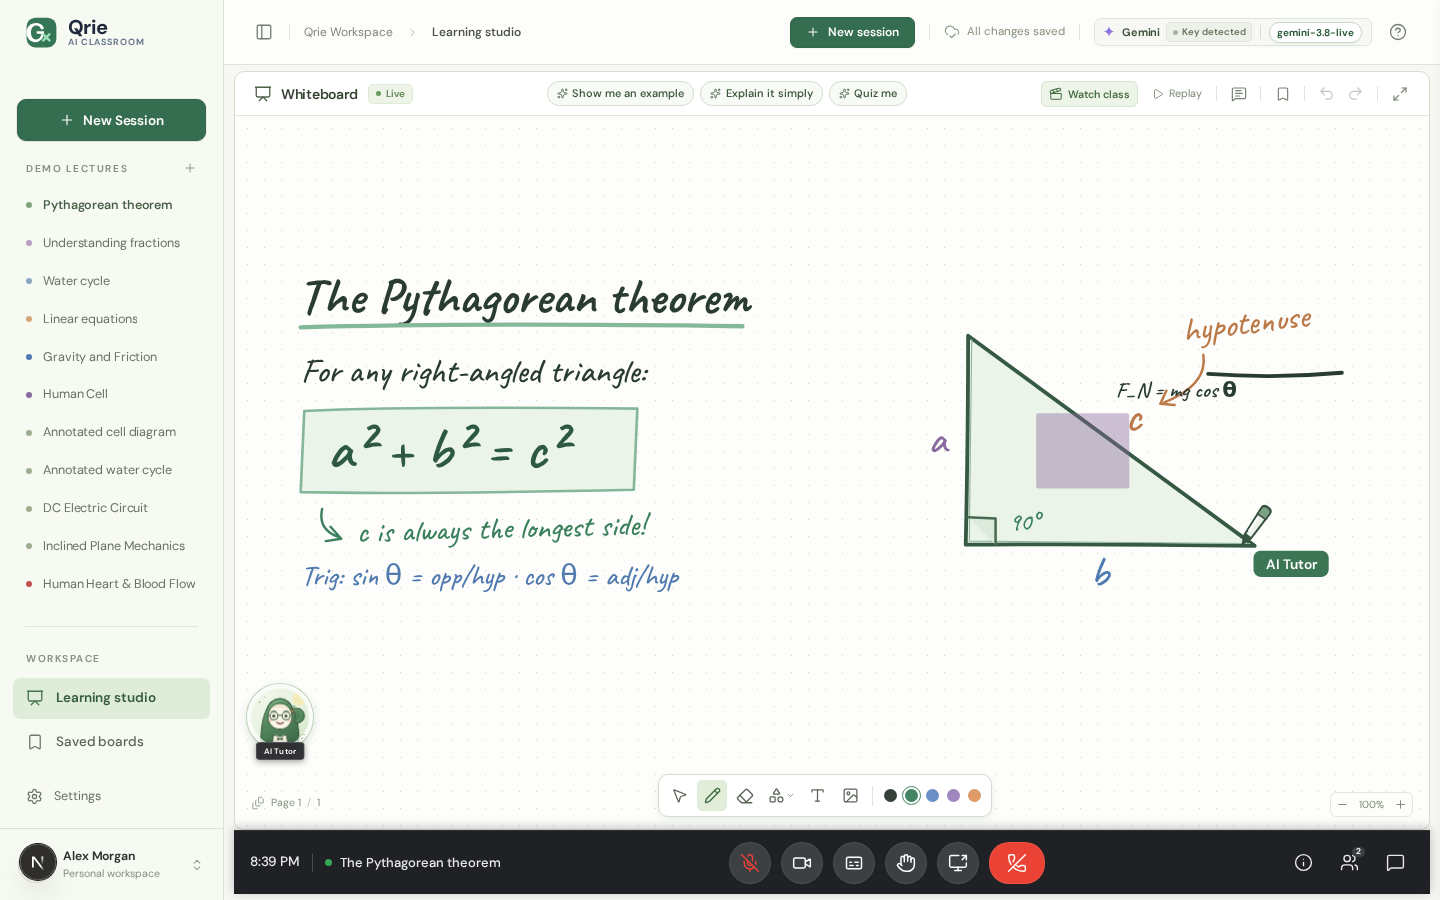 Qrie
AI CLASSROOM
Qrie Workspace
Learning studio
New session
All changes saved
Gemini
Key detected
gemini-3.8-live
New Session
DEMO LECTURES
Pythagorean theorem
Understanding fractions
Water cycle
Linear equations
Gravity and Friction
Human Cell
Annotated cell diagram
Annotated water cycle
DC Electric Circuit
Inclined Plane Mechanics
Human Heart & Blood Flow
WORKSPACE
Learning studio
Saved boards
Settings
N
Alex Morgan
Personal workspace
Whiteboard
Live
Show me an example
Explain it simply
Quiz me
Watch class
Replay
The Pythagorean theorem
For any right-angled triangle:
a² + b² = c²
c is always the longest side!
Trig: sin θ = opp/hyp · cos θ = adj/hyp
hypotenuse
F_N = mg cos θ
c
a
90°
b
AI Tutor
AI Tutor
Page 1 / 1
100%
8:39 PM
The Pythagorean theorem
2